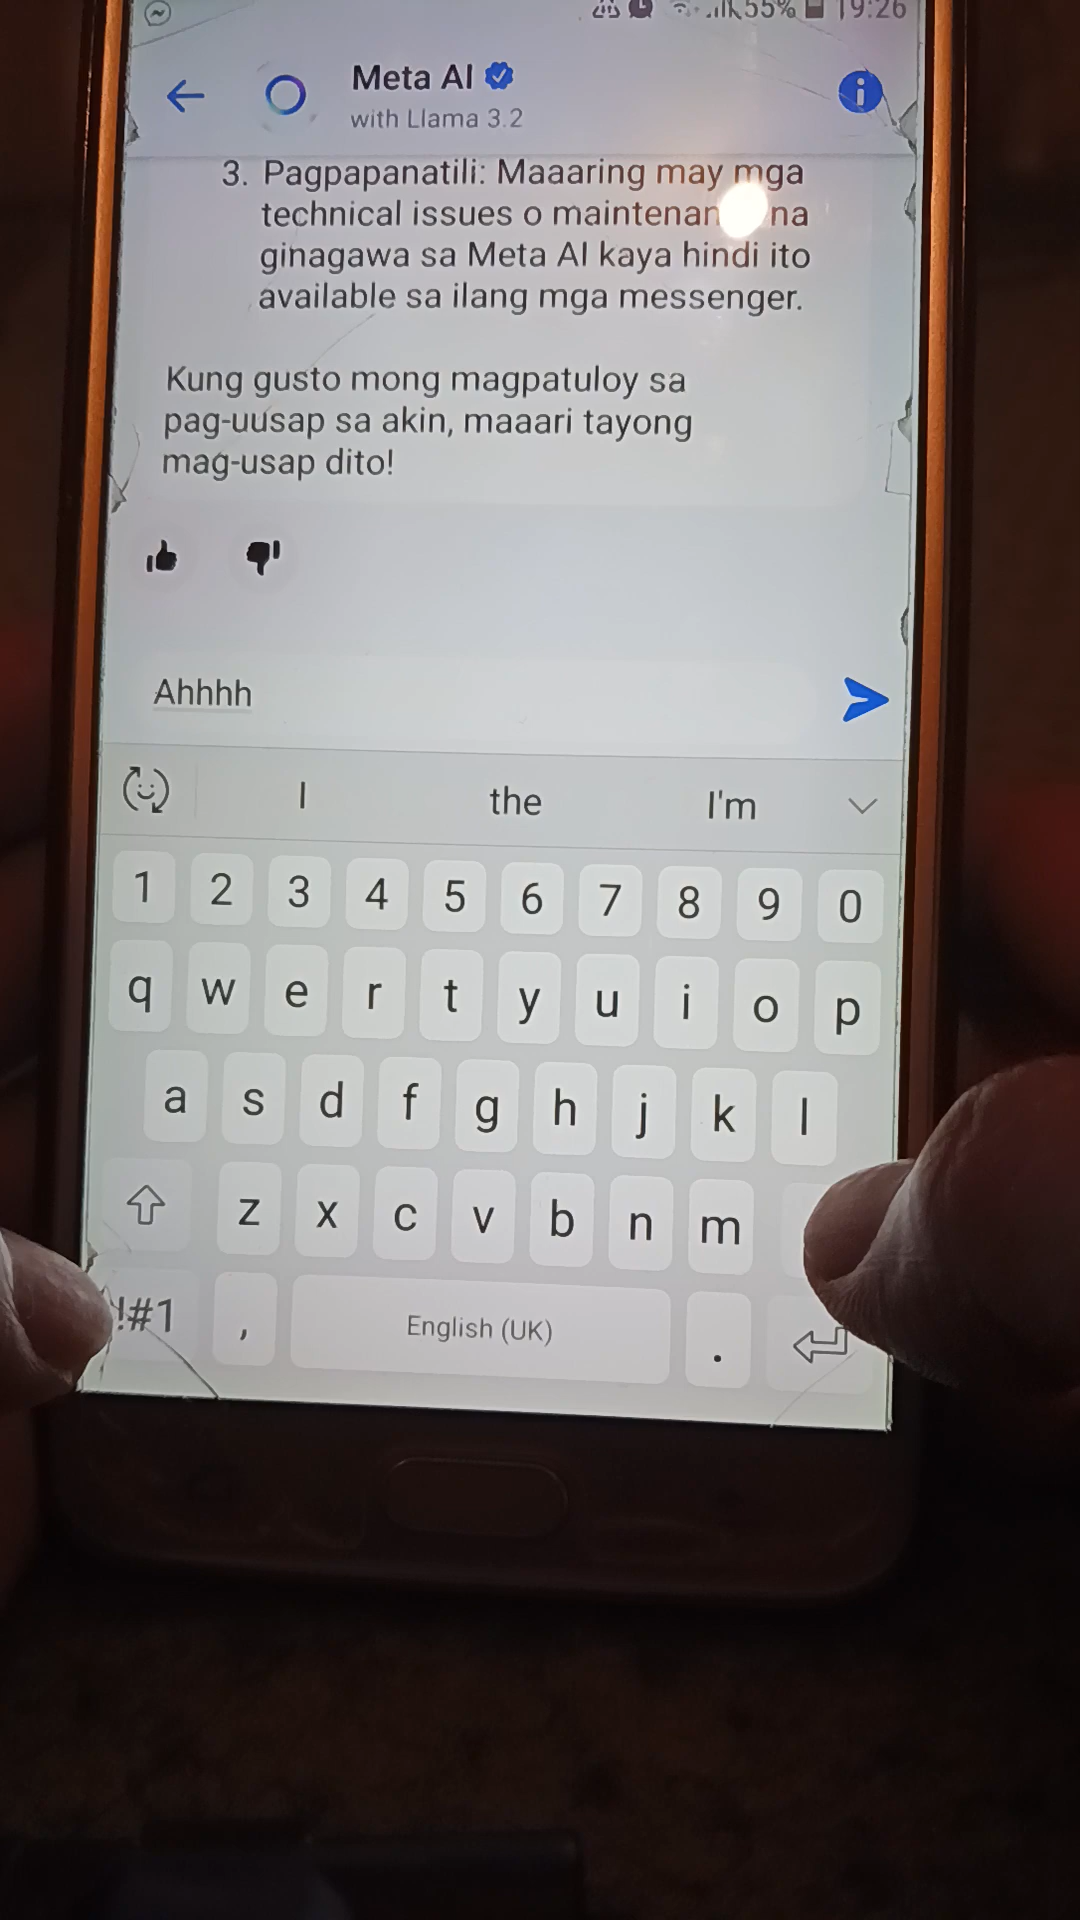 55% 19:26
Meta AI
with Llama 3.2
3. Pagpapanatili: Maaaring may mga
technical issues o na
ginagawa sa Meta AI kaya hindi ito
available sa ilang mga messenger.
Kung gusto mong magpatuloy sa
pag-uusap sa akin, maaari tayong
mag-usap dito!
Ahhhh
I the I'm
1 2 3 4 5 6 7 8 9 0
q w e r t y u i o p
a s d f g h j k l
z x c v b n m
!#1 , English (UK) .